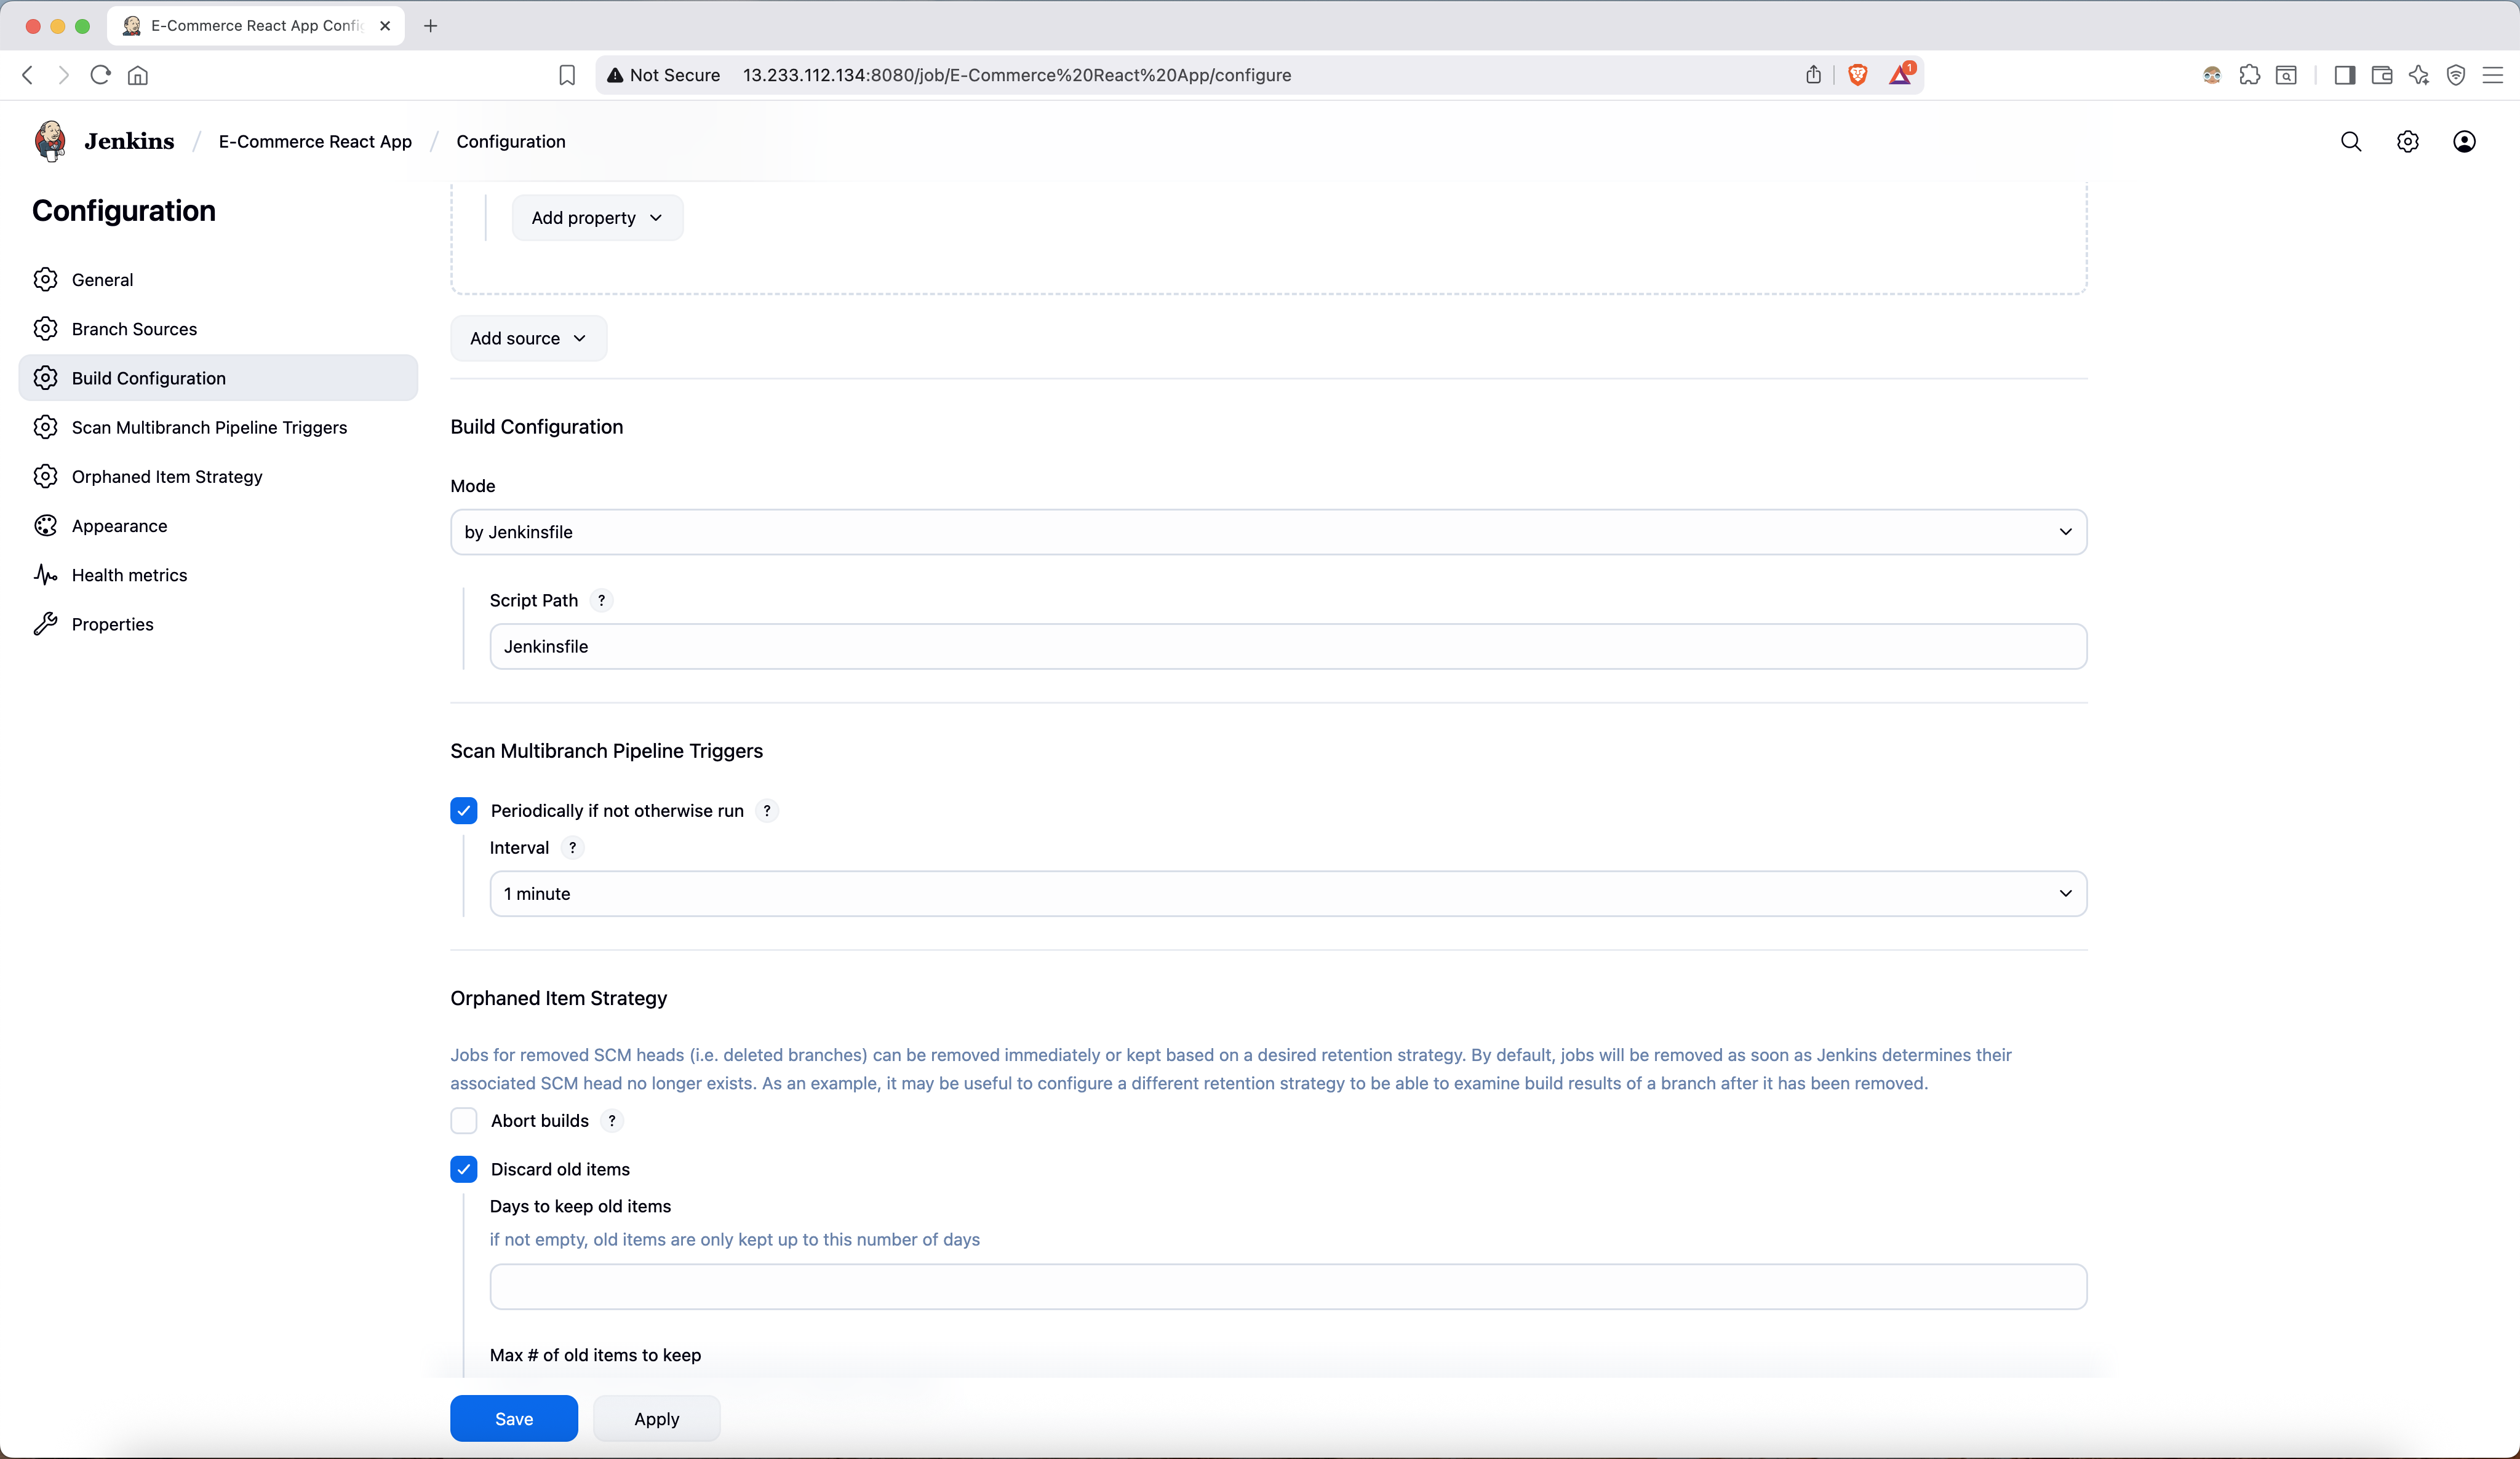 E-Commerce React App Confi
Not Secure 13.233.112.134:8080/job/E-Commerce%20React%20App/configure
1
Jenkins / E-Commerce React App / Configuration
Configuration
General
Branch Sources
Build Configuration
Scan Multibranch Pipeline Triggers
Orphaned Item Strategy
Appearance
Health metrics
Properties
Add property
Add source
Build Configuration
Mode
by Jenkinsfile
Script Path ?
Jenkinsfile
Scan Multibranch Pipeline Triggers
Periodically if not otherwise run ?
Interval ?
1 minute
Orphaned Item Strategy
Jobs for removed SCM heads (i.e. deleted branches) can be removed immediately or kept based on a desired retention strategy. By default, jobs will be removed as soon as Jenkins determines their
associated SCM head no longer exists. As an example, it may be useful to configure a different retention strategy to be able to examine build results of a branch after it has been removed.
Abort builds ?
Discard old items
Days to keep old items
if not empty, old items are only kept up to this number of days
Max # of old items to keep
Save
Apply